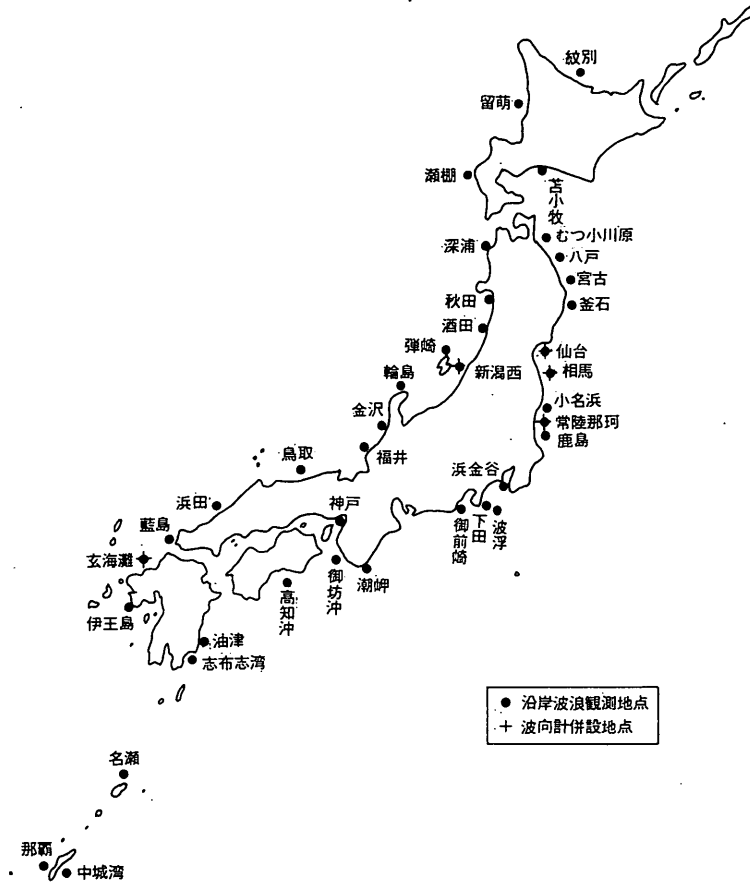 紋別
留萌
瀬棚
苫小牧
むつ小川原
深浦
八戸
宮古
秋田
釜石
酒田
弾崎
仙台
新潟西
相馬
輪島
小名浜
金沢
常陸那珂
鹿島
福井
鳥取
浜金谷
浜田
神戸
藍島
御前崎
下田
波浮
玄海灘
御坊沖
潮岬
高知沖
伊王島
油津
志布志湾
● 沿岸波浪観測地点
+ 波向計併設地点
名瀬
那覇
中城湾